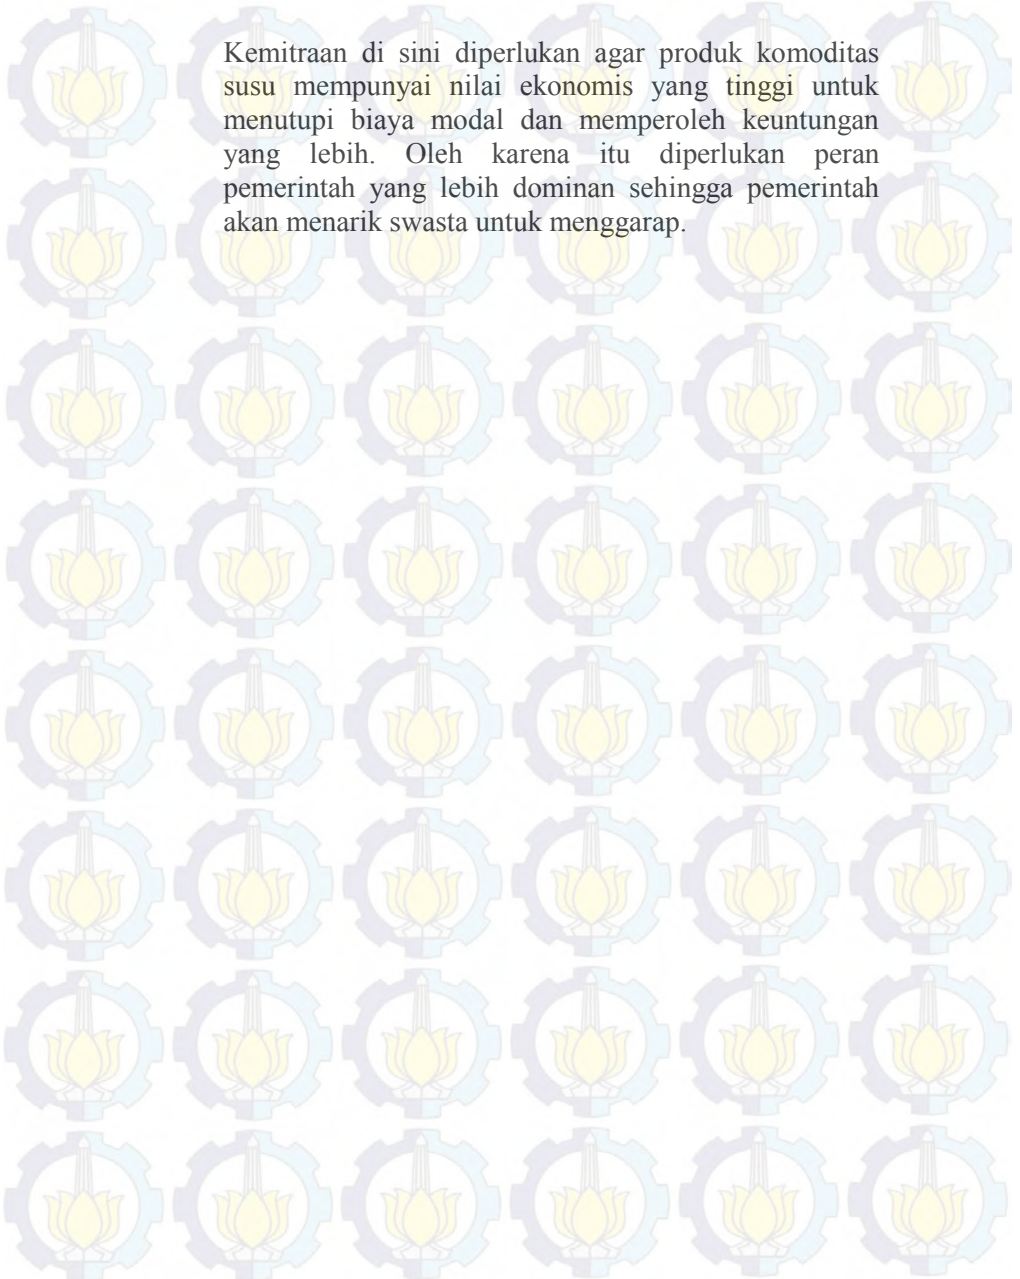 Kemitraan di sini diperlukan agar produk komoditas
susu mempunyai nilai ekonomis yang tinggi untuk
menutupi biaya modal dan memperoleh keuntungan
yang lebih. Oleh karena itu diperlukan peran
pemerintah yang lebih dominan sehingga pemerintah
akan menarik swasta untuk menggarap.